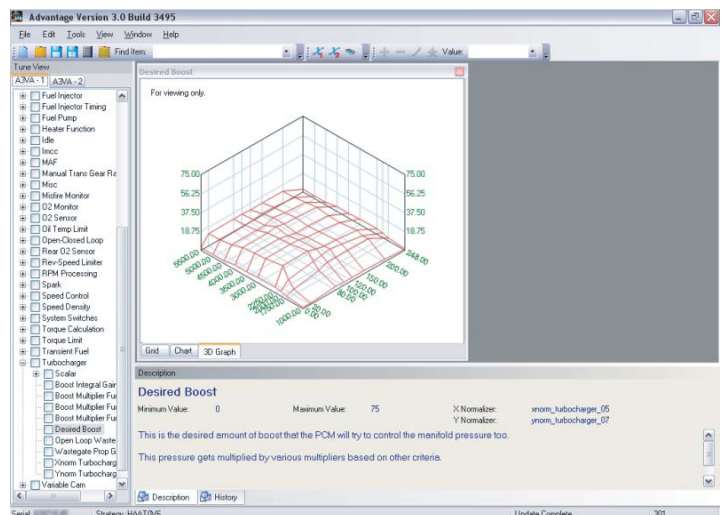 Advantage Version 3.0 Build 3495
File Edit Tools View Window Help
Find Item: Value:
Tune View
A3VA - 1 A3VA - 2
Fuel Injector
Fuel Injector Timing
Fuel Pump
Heater Function
Idle
Imcc
MAF
Manual Trans Gear Ra
Misc
Misfire Monitor
O2 Monitor
O2 Sensor
Oil Temp Limit
Open-Closed Loop
Rear O2 Sensor
Rev-Speed Limiter
RPM Processing
Spark
Speed Control
Speed Density
System Switches
Torque Calculation
Torque Limit
Transient Fuel
Turbocharger
Scalar
Boost Integral Gair
Boost Multiplier Fur
Boost Multiplier Fur
Boost Multiplier Fur
Desired Boost
Open Loop Waste
Wastegate Prop G
Xnorm Turbocharg
Ynorm Turbocharg
Variable Cam
Desired Boost
For viewing only.
75.00 75.00
56.25 56.25
37.50 37.50
18.75 18.75
5500.00
5000.00
4500.00
4000.00
3500.00
3000.00
2250.00
1750.00
1000.00
0.00
20.00
80.00
100.00
120.00
150.00
200.00
248.00
Grid Chart 3D Graph
Description
Desired Boost
Minimum Value: 0 Maximum Value: 75 X Normalizer: xnorm_turbocharger_05
Y Normalizer: ynorm_turbocharger_07
This is the desired amount of boost that the PCM will try to control the manifold pressure too.
This pressure gets multiplied by various multipliers based on other criteria.
Description History
Serial: Strategy: Update Complete 301